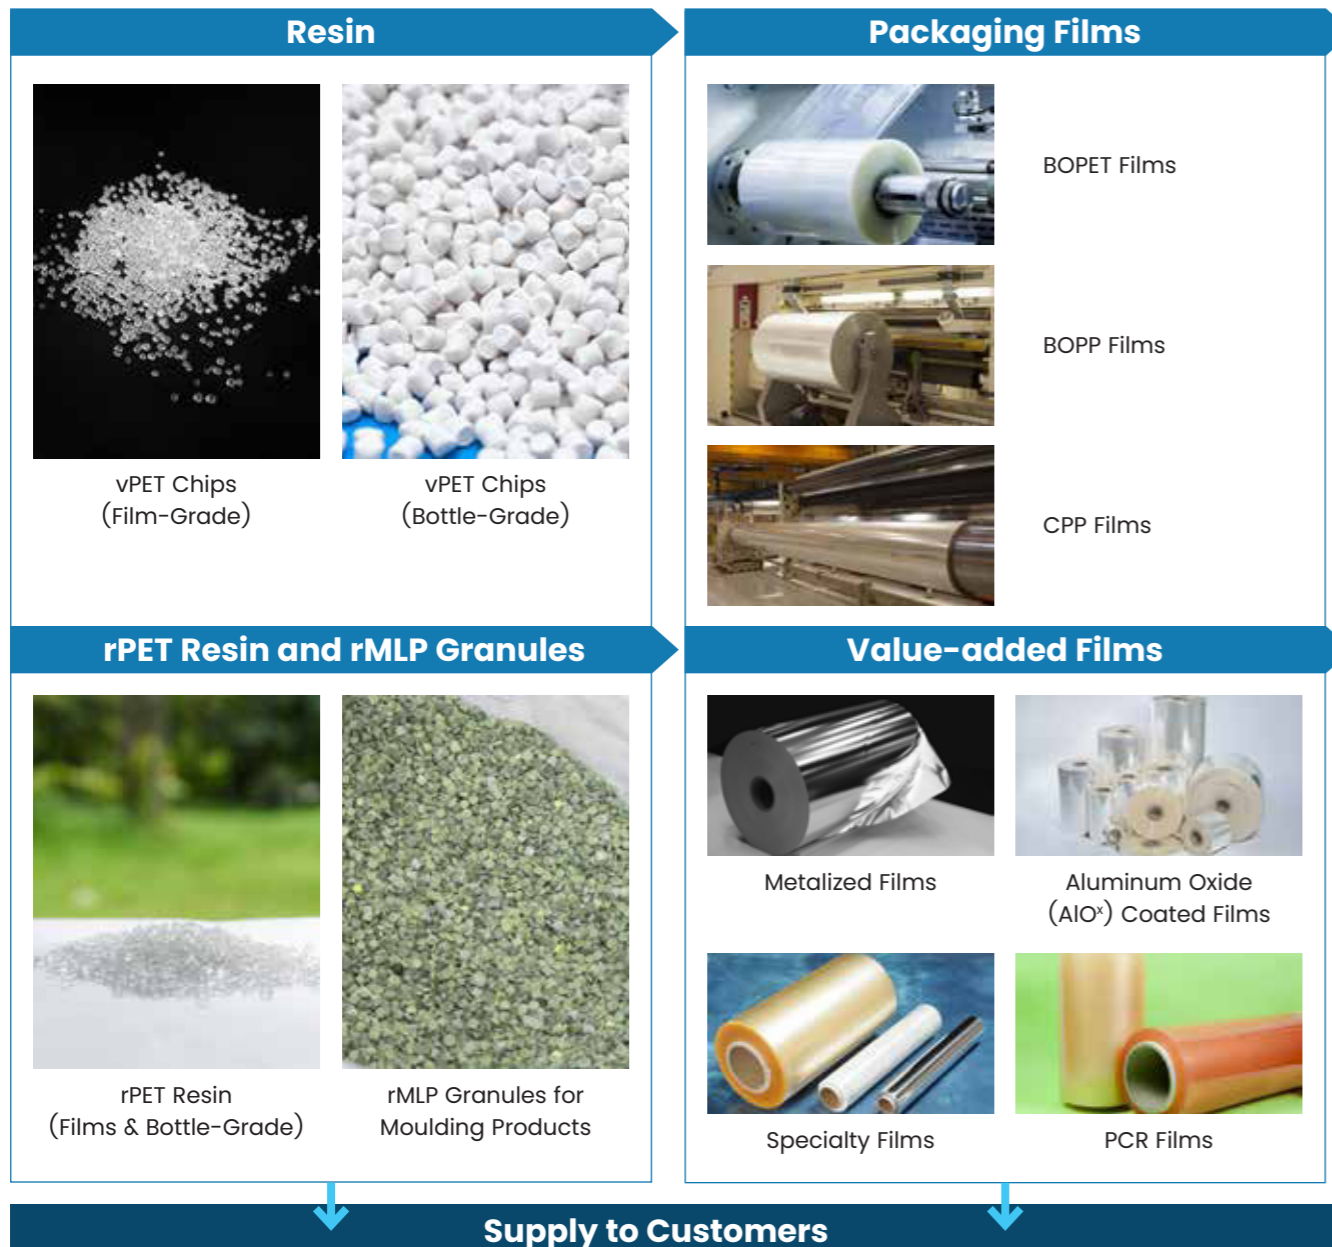 Resin
vPET Chips
(Film-Grade)
vPET Chips
(Bottle-Grade)
Packaging Films
BOPET Films
BOPP Films
CPP Films
rPET Resin and rMLP Granules
rPET Resin
(Films & Bottle-Grade)
rMLP Granules for
Moulding Products
Value-added Films
Metalized Films
Aluminum Oxide
(AlOˣ) Coated Films
Specialty Films
PCR Films
Supply to Customers